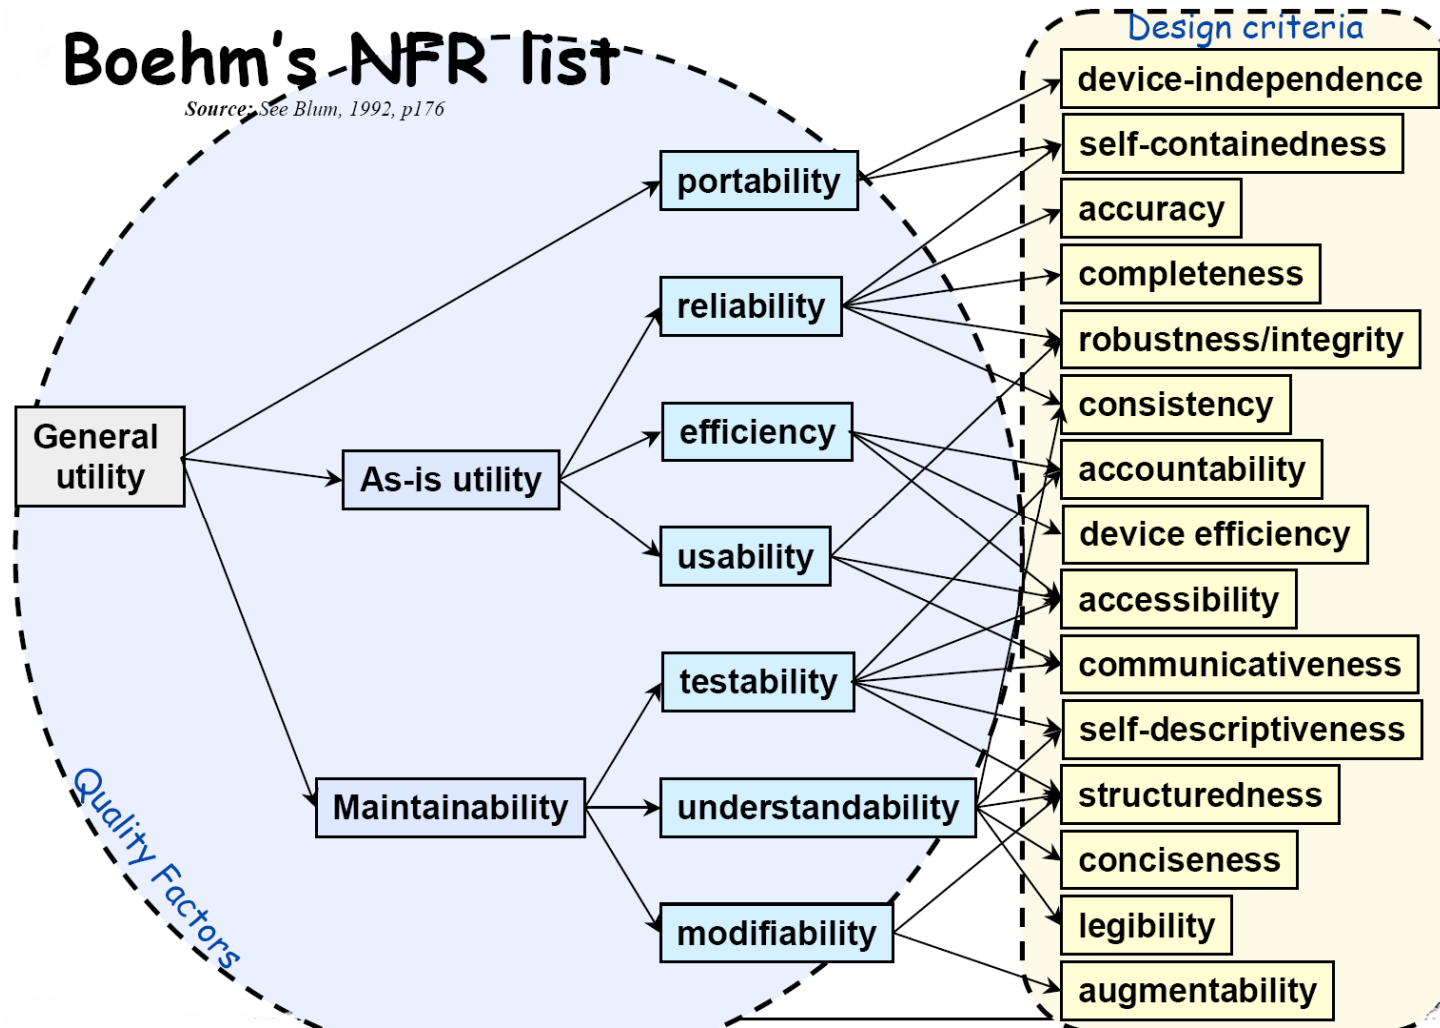 Boehm's NFR list
Source: See Blum, 1992, p176
Design criteria
device-independence
self-containedness
accuracy
completeness
robustness/integrity
consistency
accountability
device efficiency
accessibility
communicativeness
self-descriptiveness
structuredness
conciseness
legibility
augmentability
portability
reliability
efficiency
usability
testability
understandability
modifiability
As-is utility
Maintainability
General
utility
Quality Factors